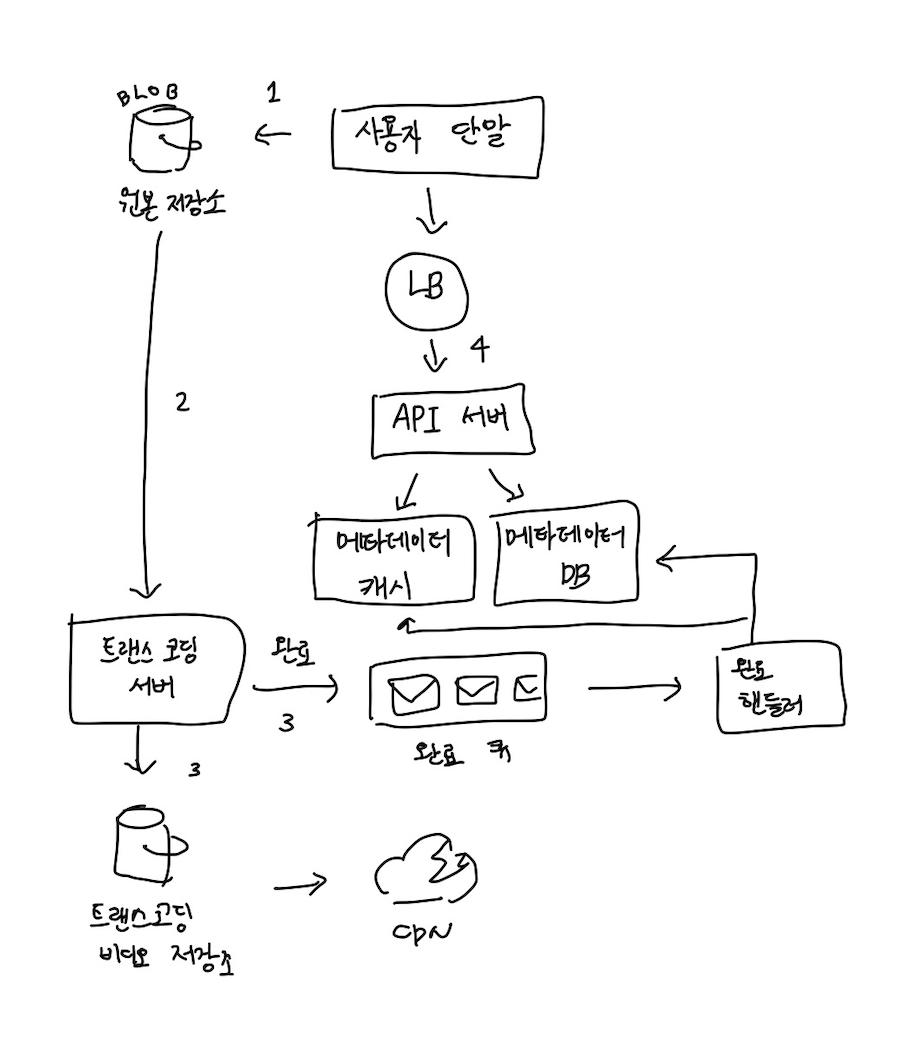 BLOB
1
사용자 단말
원본 저장소
LB
4
2
API 서버
메타데이터
캐시
메타데이터
DB
트랜스 코딩
서버
완료
3
완료
핸들러
완료 큐
3
트랜스코딩
비디오 저장소
CDN